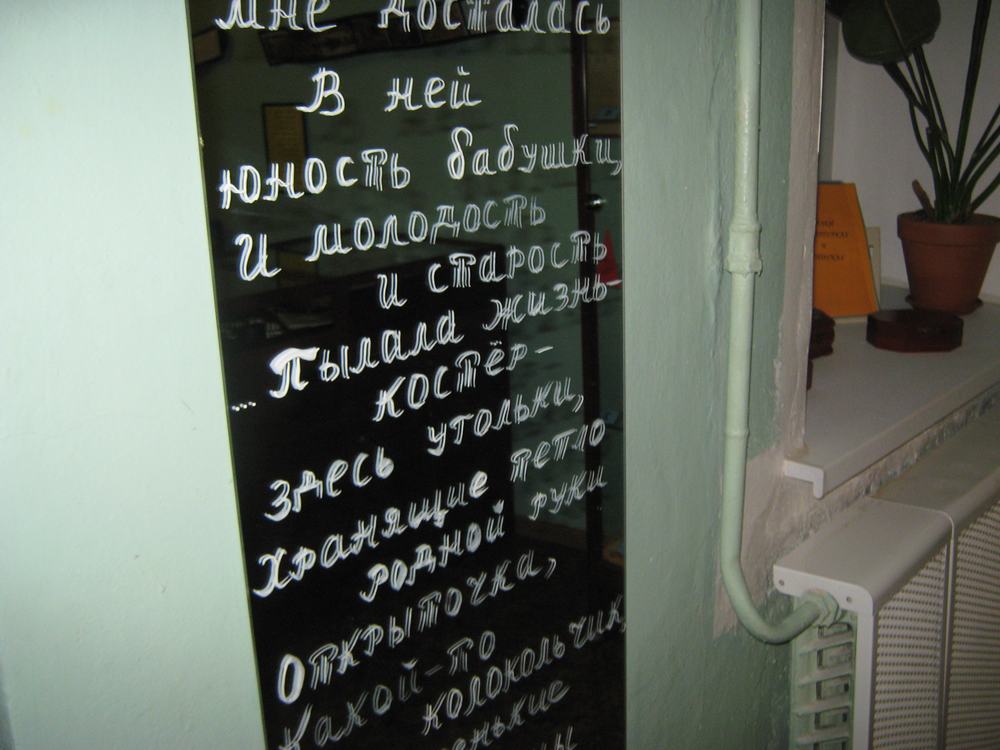 мне досталась
В ней
юность бабушки,
И молодость
и старость
... Пылала жизнь
костёр-
здесь угольки,
хранящие тепло
родной руки
Открыточка,
Какой-то
колокольчик,